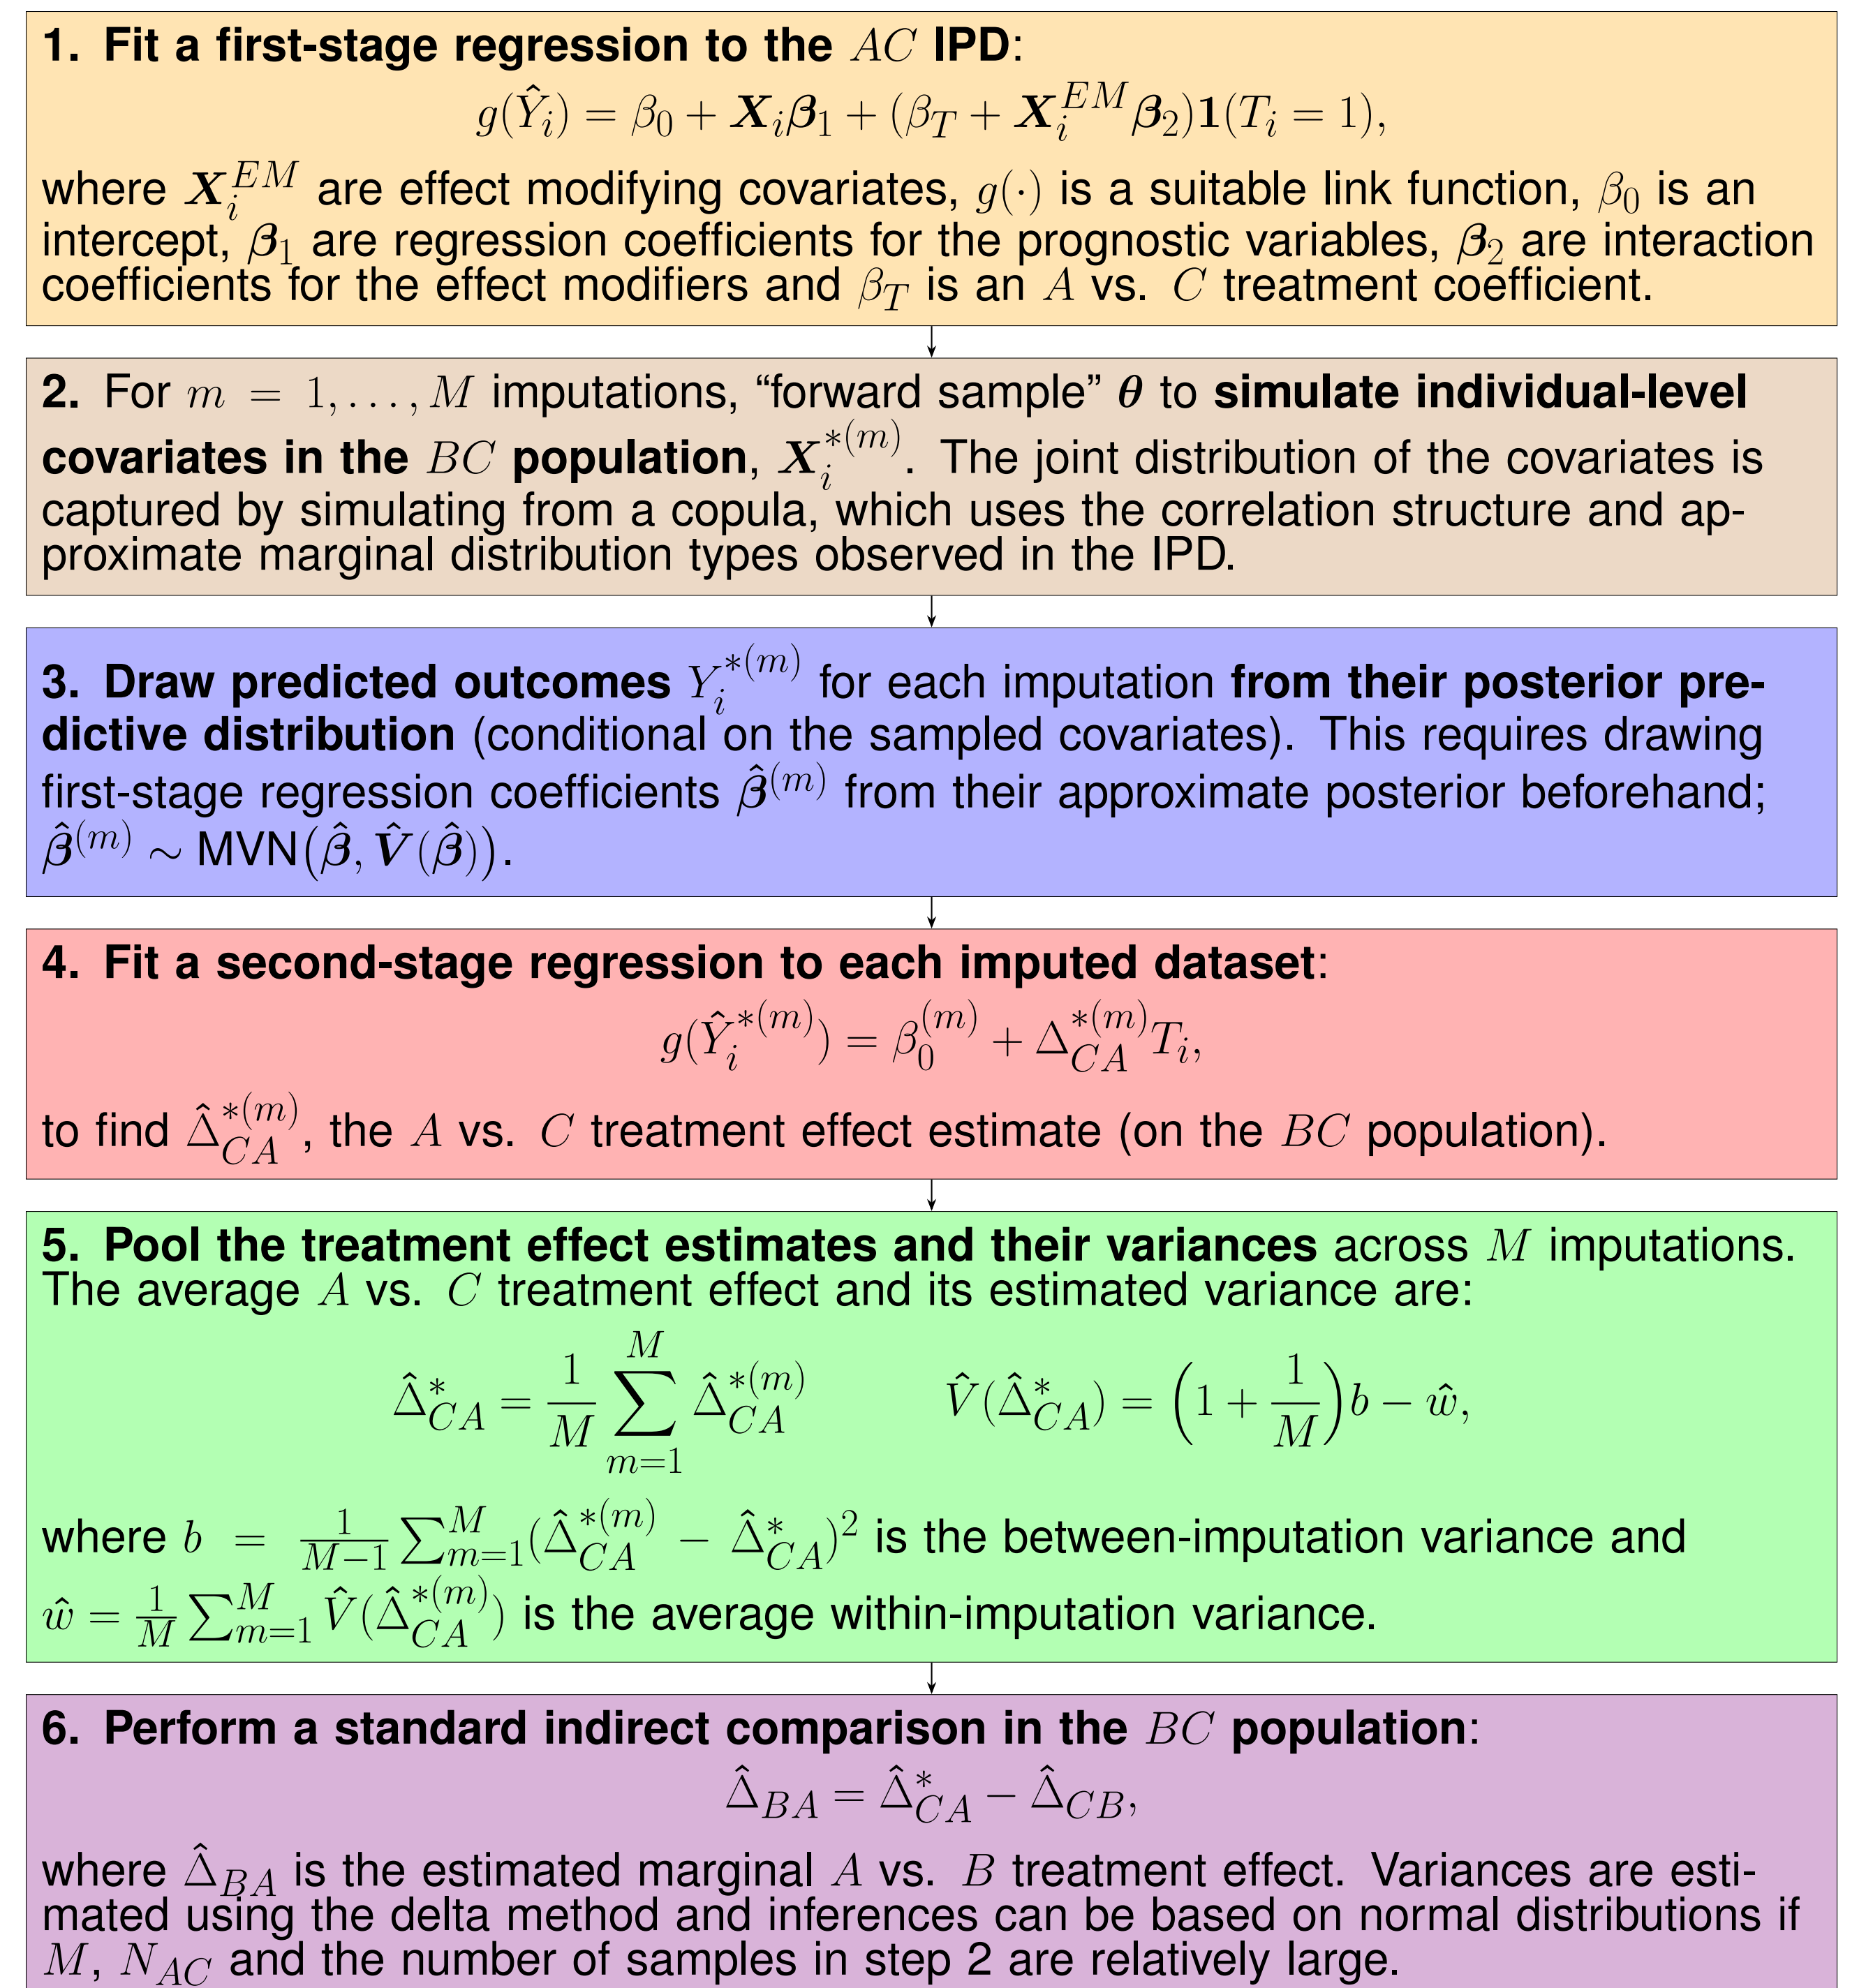 1. Fit a first-stage regression to the AC IPD:
g(Ŷ_i) = β_0 + X_iβ_1 + (β_T + X_i^{EM}β_2)1(T_i = 1),
where X_i^{EM} are effect modifying covariates, g(·) is a suitable link function, β_0 is an
intercept, β_1 are regression coefficients for the prognostic variables, β_2 are interaction
coefficients for the effect modifiers and β_T is an A vs. C treatment coefficient.
2. For m = 1, . . . , M imputations, “forward sample” θ to simulate individual-level
covariates in the BC population, X_i^{*(m)}. The joint distribution of the covariates is
captured by simulating from a copula, which uses the correlation structure and ap-
proximate marginal distribution types observed in the IPD.
3. Draw predicted outcomes Y_i^{*(m)} for each imputation from their posterior pre-
dictive distribution (conditional on the sampled covariates). This requires drawing
first-stage regression coefficients β̂^{(m)} from their approximate posterior beforehand;
β̂^{(m)} ∼ MVN(β̂, V̂(β̂)).
4. Fit a second-stage regression to each imputed dataset:
g(Ŷ_i^{*(m)}) = β_0^{(m)} + Δ_{CA}^{*(m)}T_i,
to find Δ̂_{CA}^{*(m)}, the A vs. C treatment effect estimate (on the BC population).
5. Pool the treatment effect estimates and their variances across M imputations.
The average A vs. C treatment effect and its estimated variance are:
Δ̂_{CA}^{*} = \frac{1}{M} \sum_{m=1}^{M} Δ̂_{CA}^{*(m)} V̂(Δ̂_{CA}^{*}) = (1 + \frac{1}{M})b − ŵ,
where b = \frac{1}{M−1} \sum_{m=1}^{M}(Δ̂_{CA}^{*(m)} − Δ̂_{CA}^{*})^2 is the between-imputation variance and
ŵ = \frac{1}{M} \sum_{m=1}^{M} V̂(Δ̂_{CA}^{*(m)}) is the average within-imputation variance.
6. Perform a standard indirect comparison in the BC population:
Δ̂_{BA} = Δ̂_{CA}^{*} − Δ̂_{CB},
where Δ̂_{BA} is the estimated marginal A vs. B treatment effect. Variances are esti-
mated using the delta method and inferences can be based on normal distributions if
M, N_{AC} and the number of samples in step 2 are relatively large.